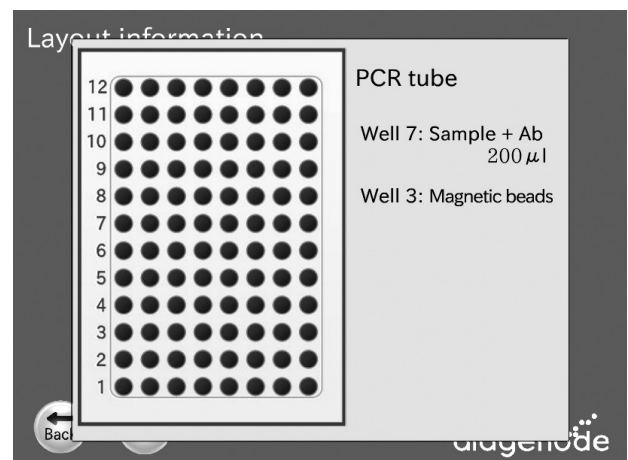 Layout information
PCR tube
Well 7: Sample + Ab
200 μl
Well 3: Magnetic beads
12
11
10
9
8
7
6
5
4
3
2
1
Back
diagenode